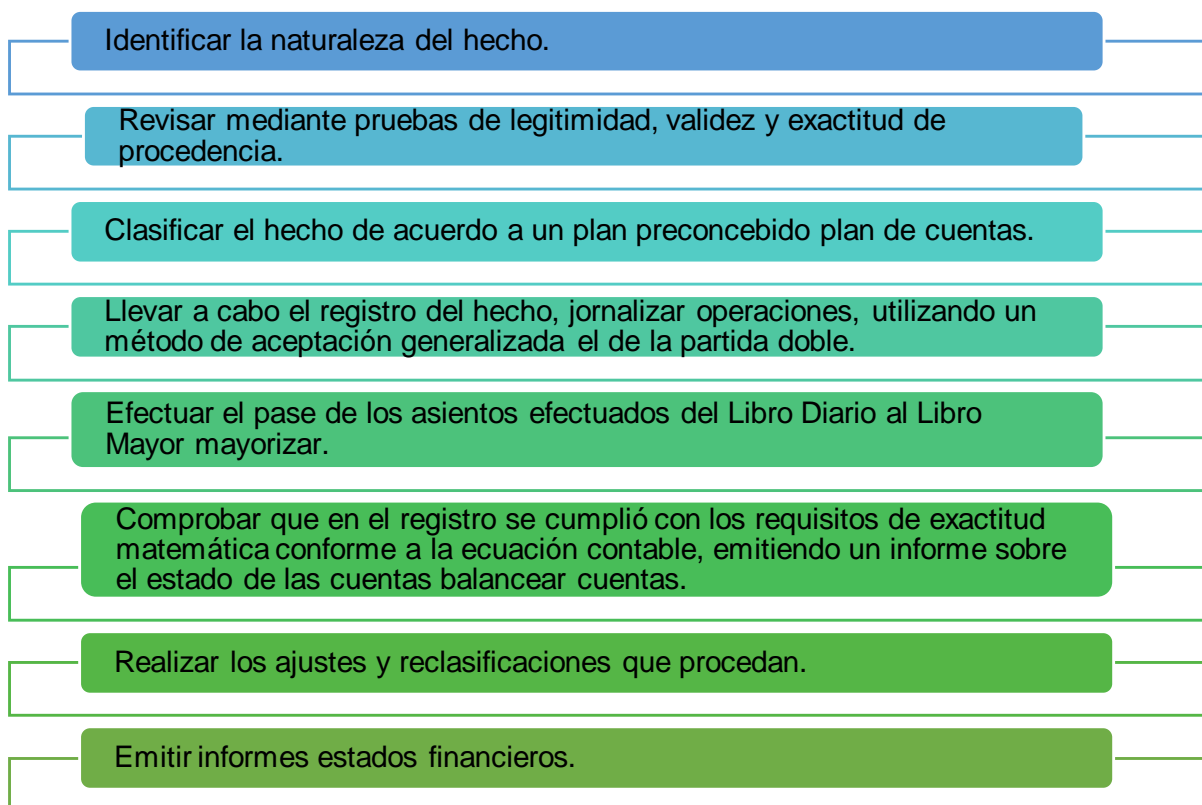 Identificar la naturaleza del hecho.
Revisar mediante pruebas de legitimidad, validez y exactitud de
procedencia.
Clasificar el hecho de acuerdo a un plan preconcebido plan de cuentas.
Llevar a cabo el registro del hecho, jornalizar operaciones, utilizando un
método de aceptación generalizada el de la partida doble.
Efectuar el pase de los asientos efectuados del Libro Diario al Libro
Mayor mayorizar.
Comprobar que en el registro se cumplió con los requisitos de exactitud
matemática conforme a la ecuación contable, emitiendo un informe sobre
el estado de las cuentas balancear cuentas.
Realizar los ajustes y reclasificaciones que procedan.
Emitir informes estados financieros.